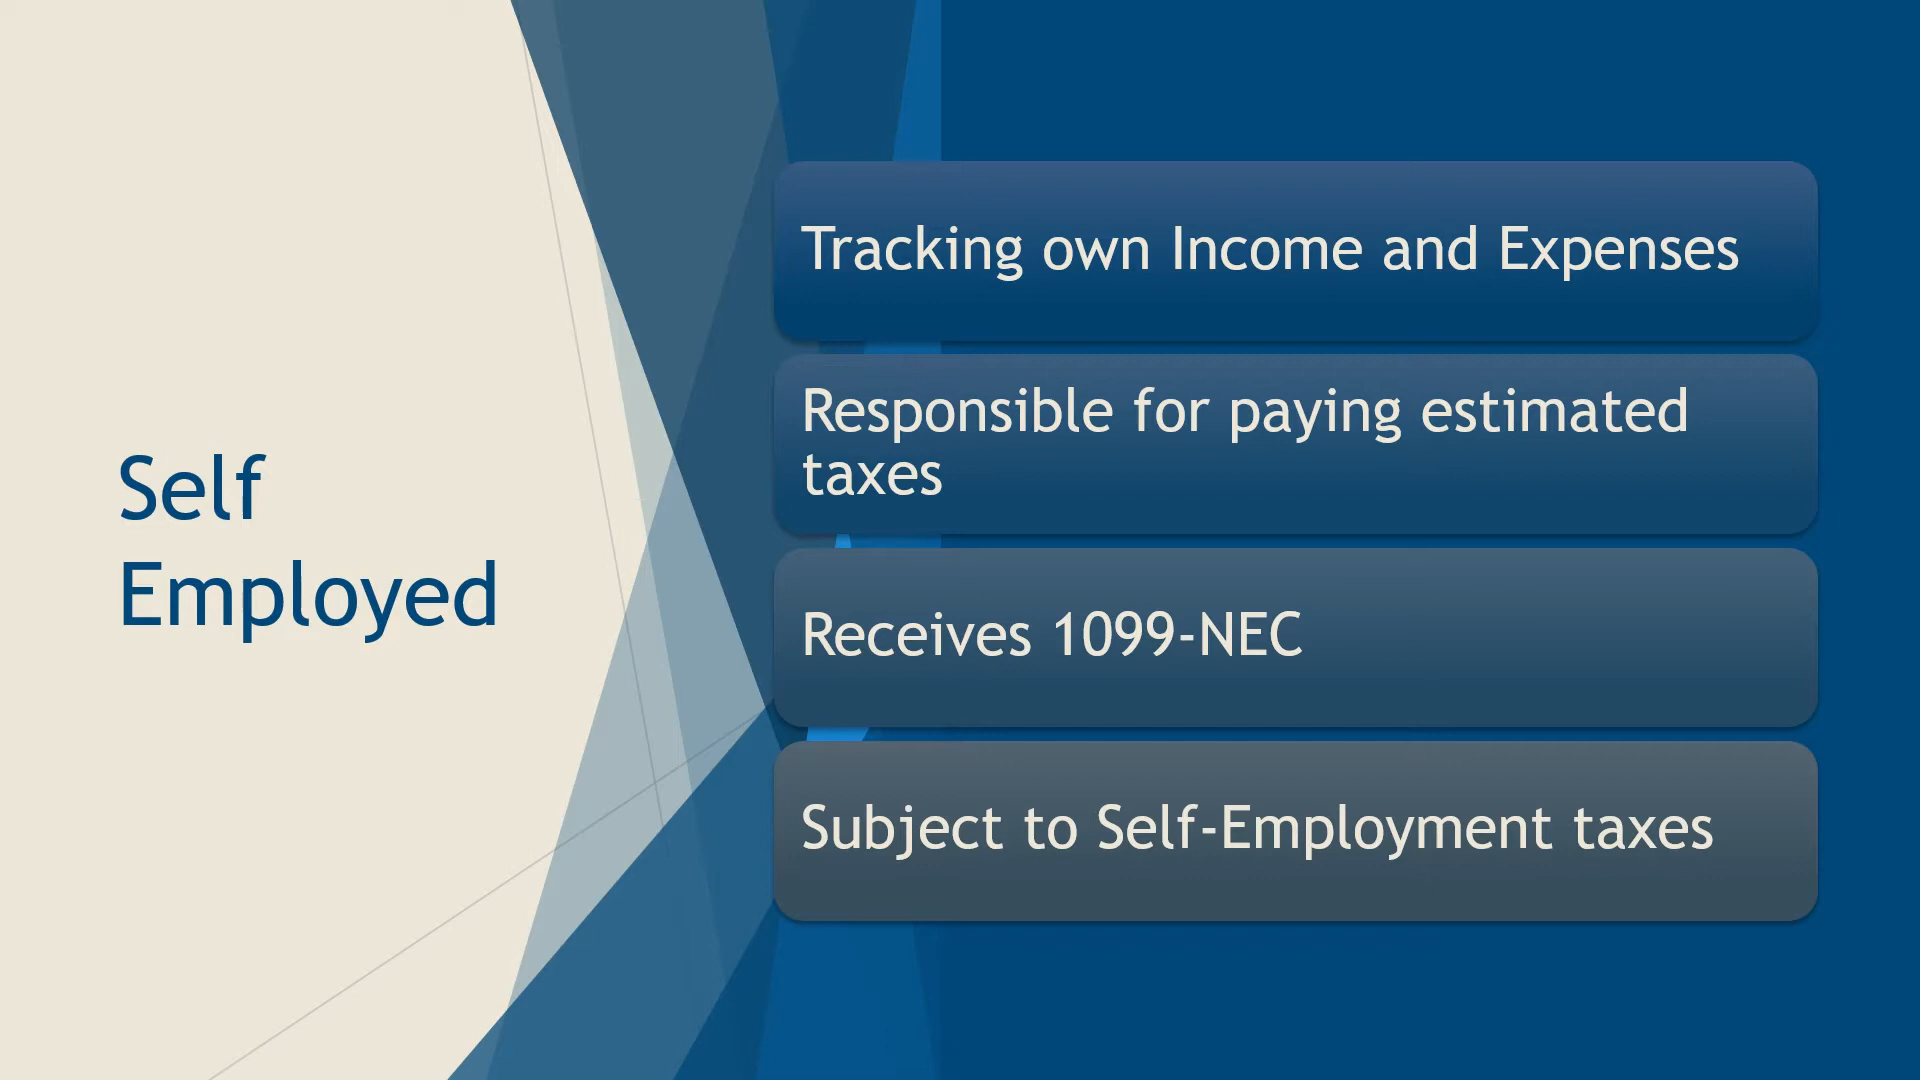 Self
Employed
Tracking own Income and Expenses
Responsible for paying estimated
taxes
Receives 1099-NEC
Subject to Self-Employment taxes